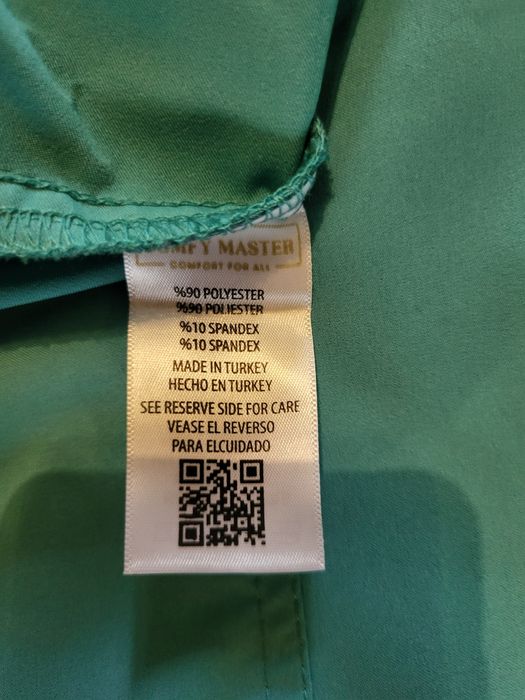 COMFY MASTER
COMFORT FOR ALL
%90 POLYESTER
%90 POLIESTER
%10 SPANDEX
%10 SPANDEX
MADE IN TURKEY
HECHO EN TURKEY
SEE RESERVE SIDE FOR CARE
VEASE EL REVERSO
PARA ELCUIDADO